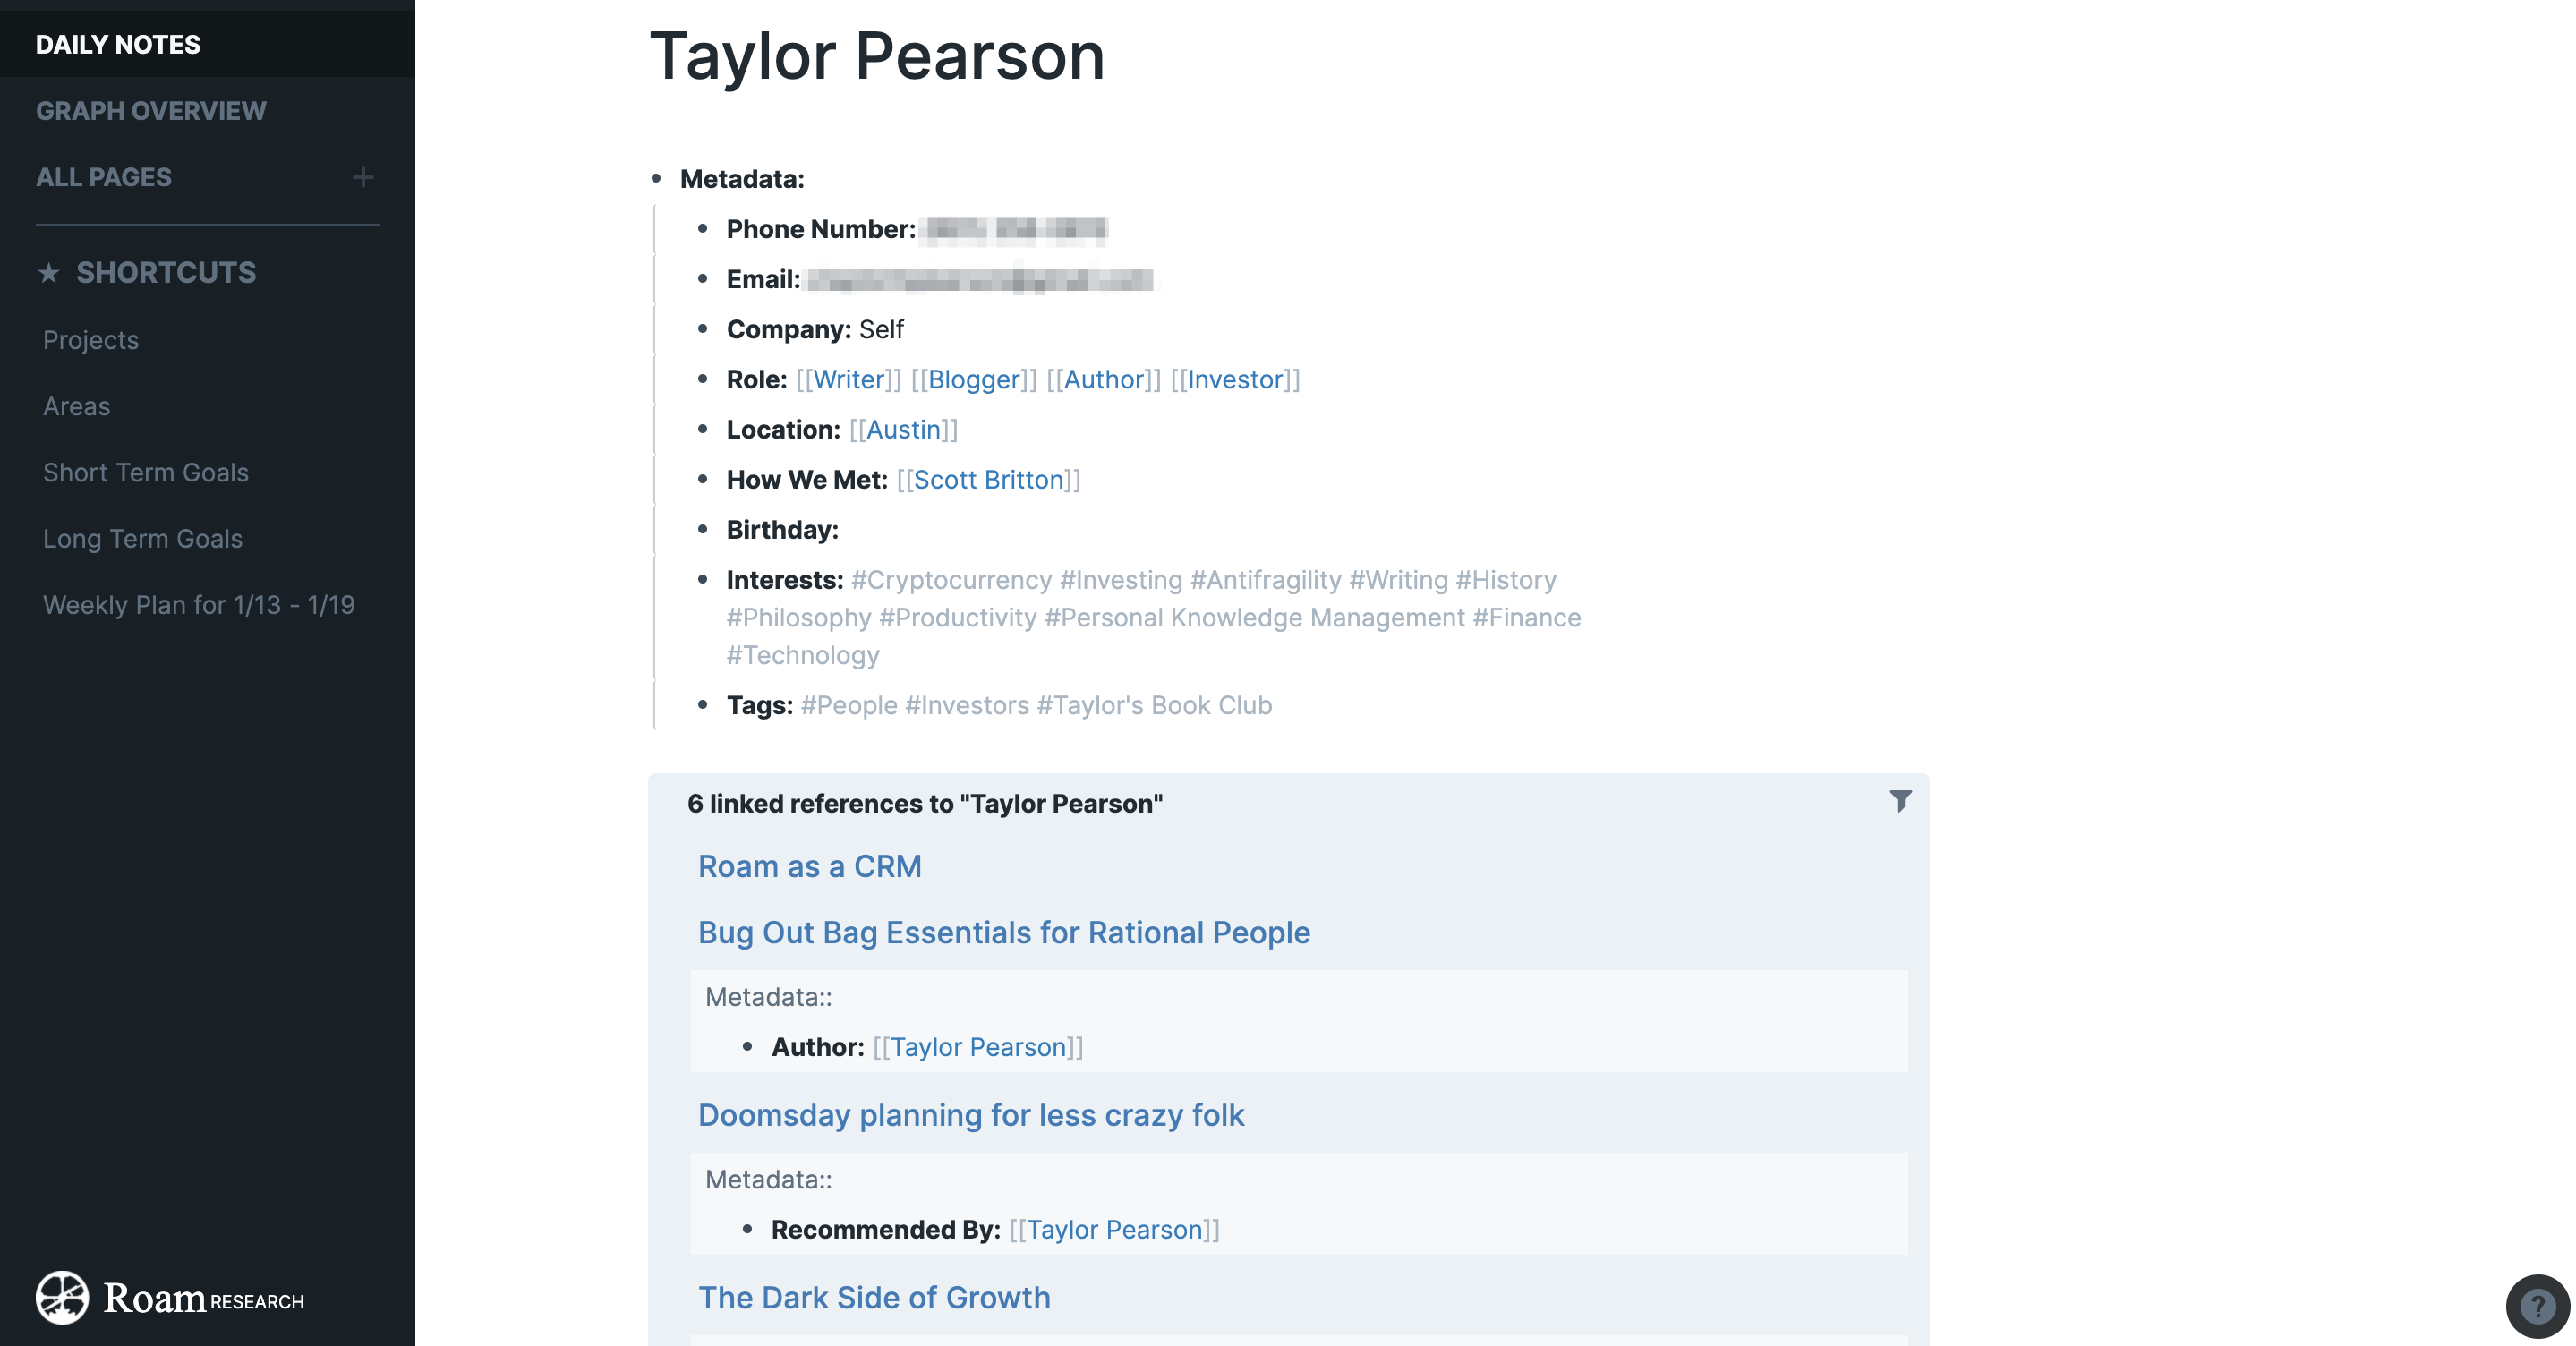 DAILY NOTES
GRAPH OVERVIEW
ALL PAGES +
★ SHORTCUTS
Projects
Areas
Short Term Goals
Long Term Goals
Weekly Plan for 1/13 - 1/19
Roam RESEARCH
Taylor Pearson
• Metadata:
• Phone Number:
• Email:
• Company: Self
• Role: [[Writer]] [[Blogger]] [[Author]] [[Investor]]
• Location: [[Austin]]
• How We Met: [[Scott Britton]]
• Birthday:
• Interests: #Cryptocurrency #Investing #Antifragility #Writing #History
#Philosophy #Productivity #Personal Knowledge Management #Finance
#Technology
• Tags: #People #Investors #Taylor's Book Club
6 linked references to "Taylor Pearson"
Roam as a CRM
Bug Out Bag Essentials for Rational People
Metadata::
• Author: [[Taylor Pearson]]
Doomsday planning for less crazy folk
Metadata::
• Recommended By: [[Taylor Pearson]]
The Dark Side of Growth
?